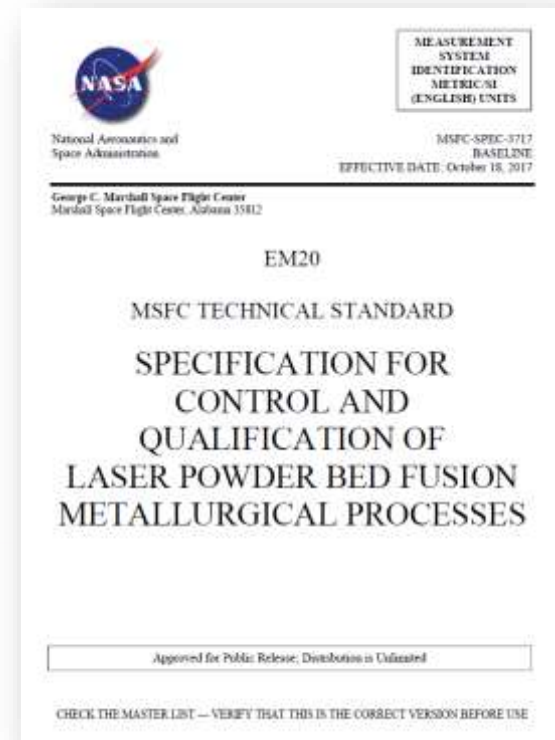 NASA
MEASUREMENT
SYSTEM
IDENTIFICATION
METRIC/SI
(ENGLISH) UNITS
National Aeronautics and
Space Administration
MSFC-SPEC-3717
BASELINE
EFFECTIVE DATE: October 18, 2017
George C. Marshall Space Flight Center
Marshall Space Flight Center, Alabama 35812
EM20
MSFC TECHNICAL STANDARD
SPECIFICATION FOR
CONTROL AND
QUALIFICATION OF
LASER POWDER BED FUSION
METALLURGICAL PROCESSES
Approved for Public Release; Distribution is Unlimited
CHECK THE MASTER LIST — VERIFY THAT THIS IS THE CORRECT VERSION BEFORE USE